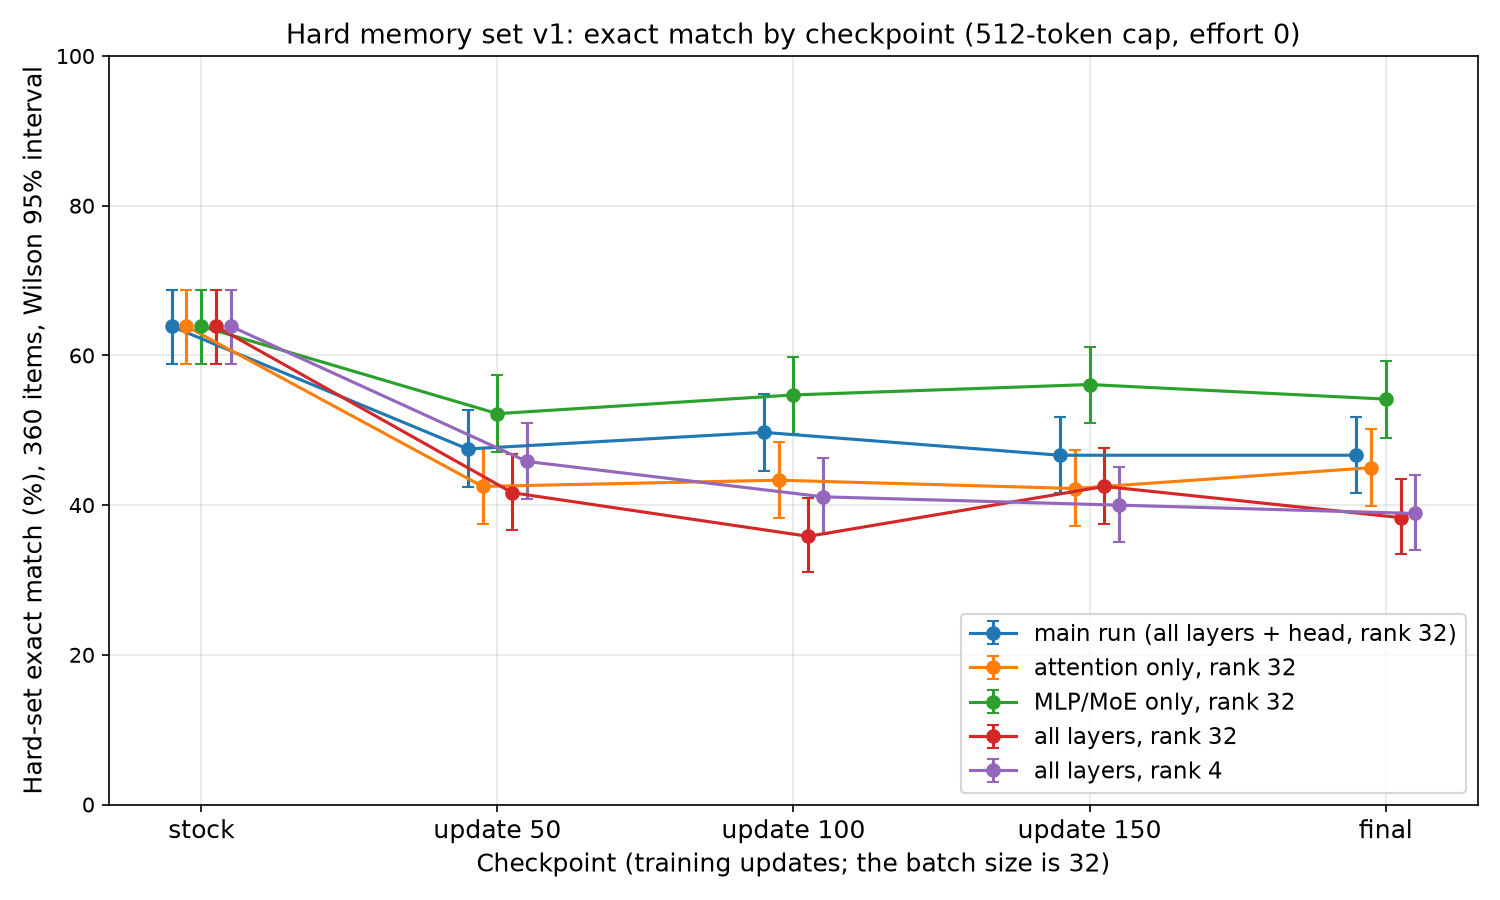 Hard memory set v1: exact match by checkpoint (512-token cap, effort 0)
Hard-set exact match (%), 360 items, Wilson 95% interval
100
80
60
40
20
0
main run (all layers + head, rank 32)
attention only, rank 32
MLP/MoE only, rank 32
all layers, rank 32
all layers, rank 4
stock
update 50
update 100
update 150
final
Checkpoint (training updates; the batch size is 32)